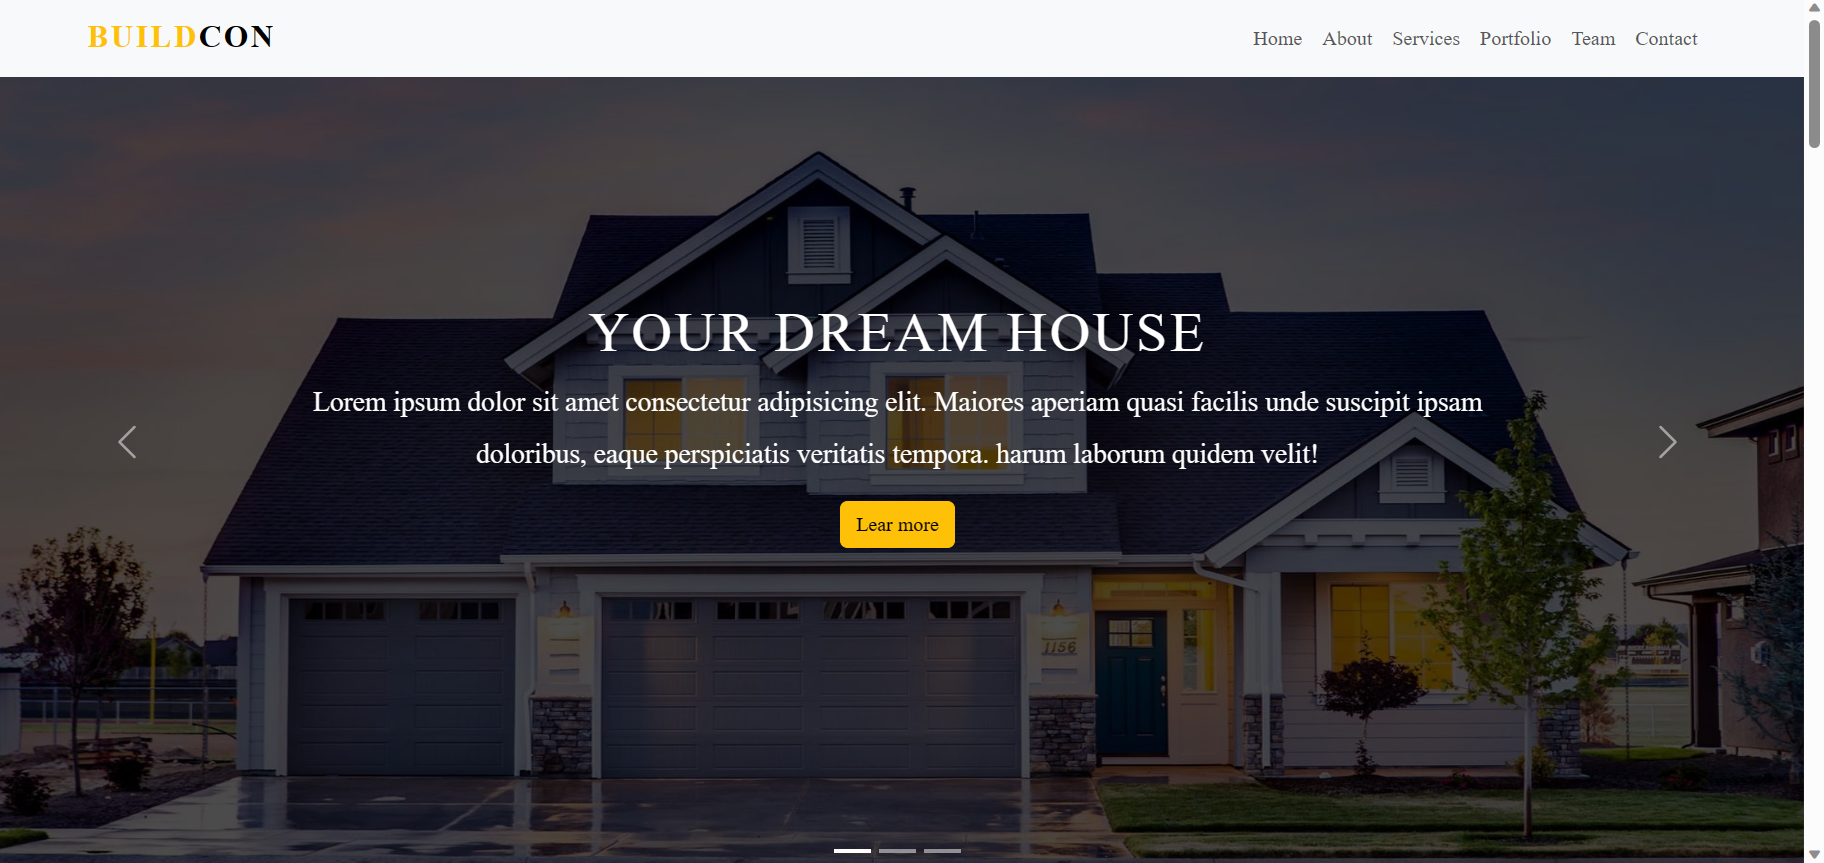 BUILDCON
Home About Services Portfolio Team Contact
YOUR DREAM HOUSE
Lorem ipsum dolor sit amet consectetur adipisicing elit. Maiores aperiam quasi facilis unde suscipit ipsam
doloribus, eaque perspiciatis veritatis tempora. harum laborum quidem velit!
Lear more
1156